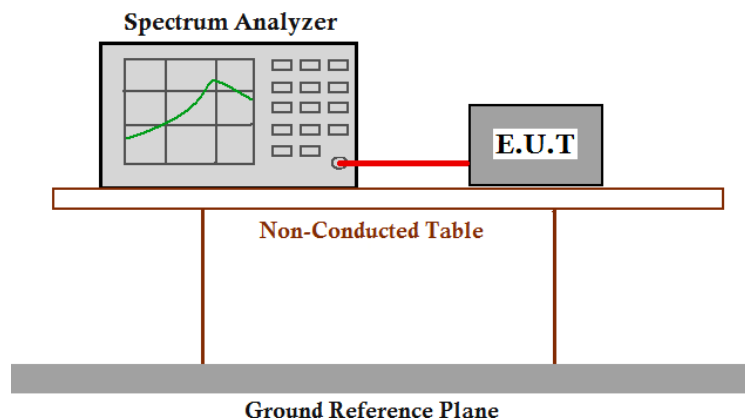 Spectrum Analyzer
E.U.T
Non-Conducted Table
Ground Reference Plane